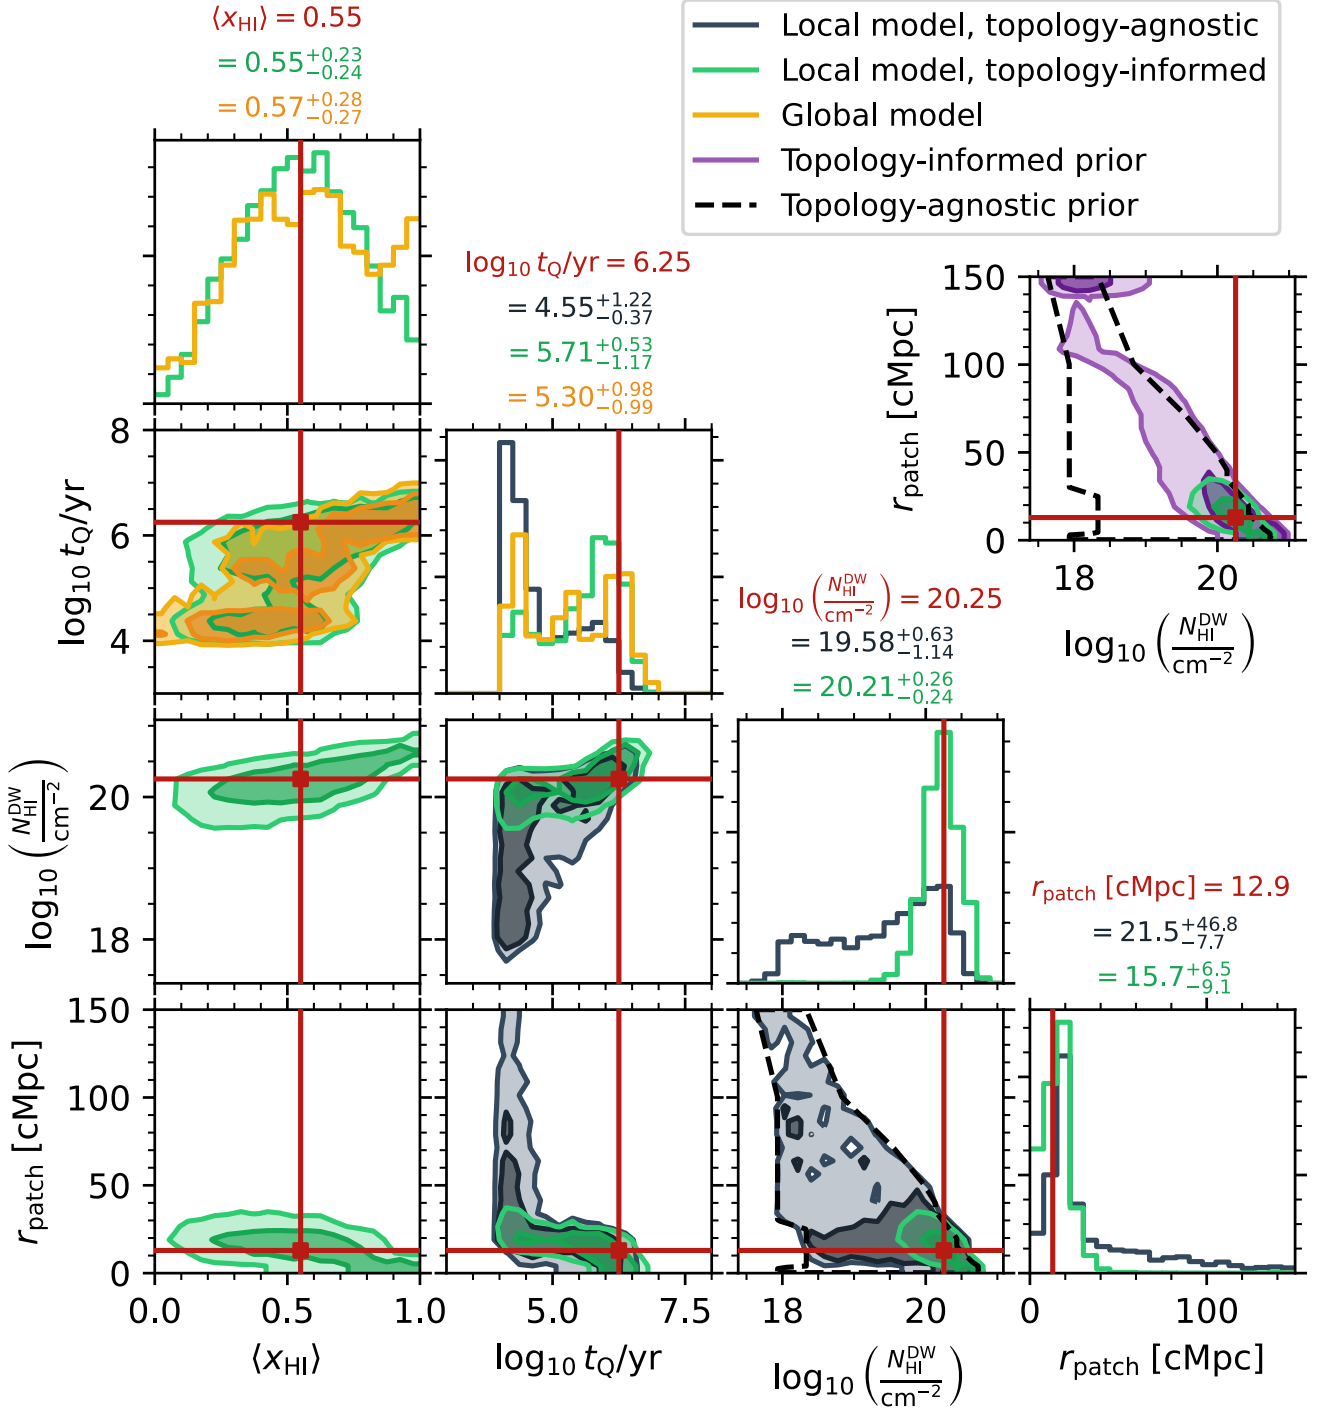 ⟨x_HI⟩ = 0.55
= 0.55^{+0.23}_{−0.24}
= 0.57^{+0.28}_{−0.27}
Local model, topology-agnostic
Local model, topology-informed
Global model
Topology-informed prior
Topology-agnostic prior
log₁₀ t_Q/yr = 6.25
= 4.55^{+1.22}_{−0.37}
= 5.71^{+0.53}_{−1.17}
= 5.30^{+0.98}_{−0.99}
r_patch [cMpc]
150
100
50
0
18 20
log₁₀ (N_HI^DW / cm⁻²)
log₁₀ t_Q/yr
8
6
4
log₁₀ (N_HI^DW / cm⁻²) = 20.25
= 19.58^{+0.63}_{−1.14}
= 20.21^{+0.26}_{−0.24}
log₁₀ (N_HI^DW / cm⁻²)
20
18
r_patch [cMpc] = 12.9
= 21.5^{+46.8}_{−7.7}
= 15.7^{+6.5}_{−9.1}
r_patch [cMpc]
150
100
50
0
0.0 0.5 1.0 5.0 7.5 18 20 0 100
⟨x_HI⟩
log₁₀ t_Q/yr
log₁₀ (N_HI^DW / cm⁻²)
r_patch [cMpc]